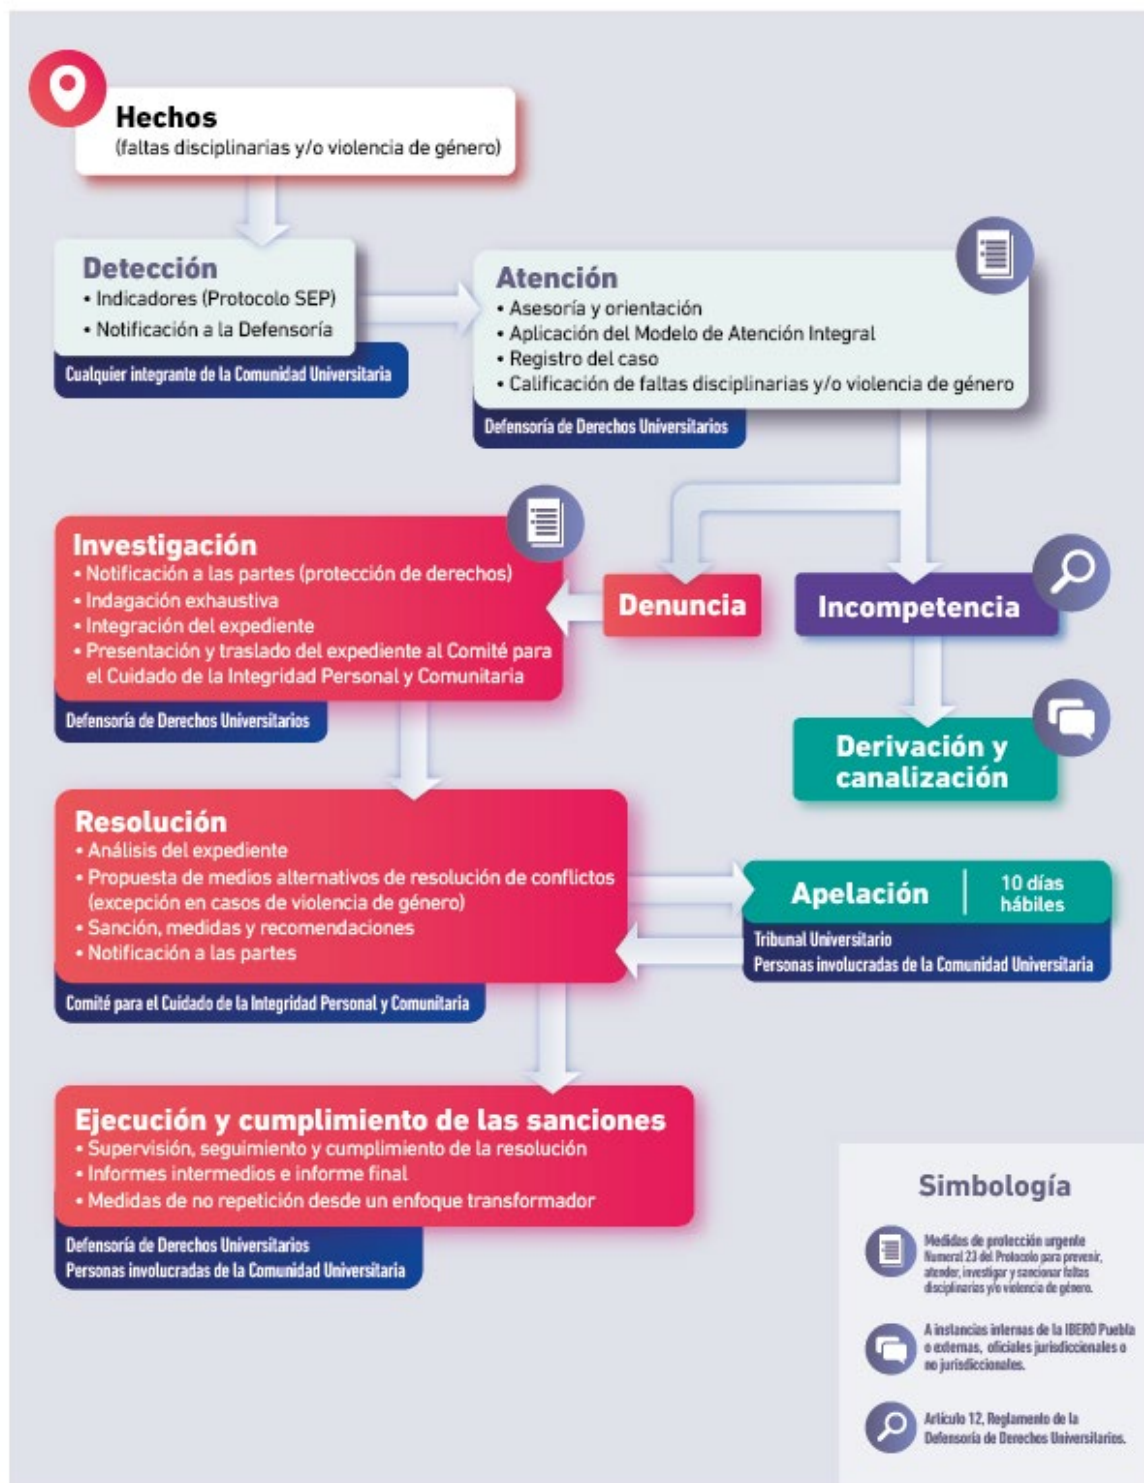 Hechos
(faltas disciplinarias y/o violencia de género)
Detección
• Indicadores (Protocolo SEP)
• Notificación a la Defensoría
Cualquier integrante de la Comunidad Universitaria
Atención
• Asesoría y orientación
• Aplicación del Modelo de Atención Integral
• Registro del caso
• Calificación de faltas disciplinarias y/o violencia de género
Defensoría de Derechos Universitarios
Denuncia
Incompetencia
Derivación y
canalización
Investigación
• Notificación a las partes (protección de derechos)
• Indagación exhaustiva
• Integración del expediente
• Presentación y traslado del expediente al Comité para
el Cuidado de la Integridad Personal y Comunitaria
Defensoría de Derechos Universitarios
Resolución
• Análisis del expediente
• Propuesta de medios alternativos de resolución de conflictos
(excepción en casos de violencia de género)
• Sanción, medidas y recomendaciones
• Notificación a las partes
Comité para el Cuidado de la Integridad Personal y Comunitaria
Apelación
10 días
hábiles
Tribunal Universitario
Personas involucradas de la Comunidad Universitaria
Ejecución y cumplimiento de las sanciones
• Supervisión, seguimiento y cumplimiento de la resolución
• Informes intermedios e informe final
• Medidas de no repetición desde un enfoque transformador
Defensoría de Derechos Universitarios
Personas involucradas de la Comunidad Universitaria
Simbología
Medidas de protección urgente
Numeral 23 del Protocolo para prevenir,
atender, investigar y sancionar faltas
disciplinarias y/o violencia de género.
A instancias internas de la IBERO Puebla
o externas, oficiales jurisdiccionales o
no jurisdiccionales.
Artículo 12, Reglamento de la
Defensoría de Derechos Universitarios.